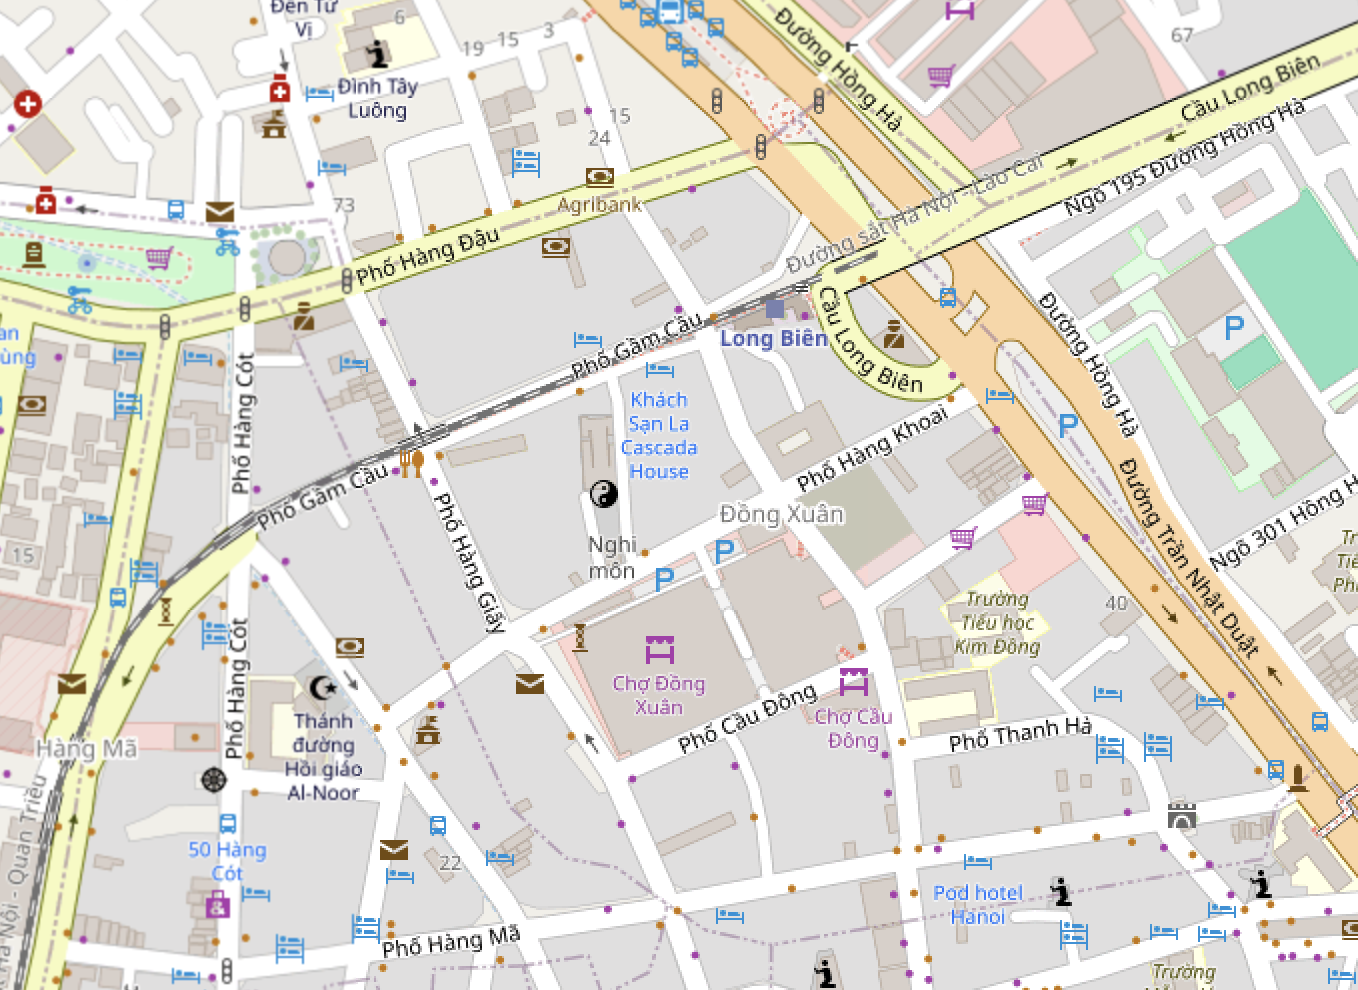 Đền Tứ
Vị
6
19
15
3
Đình Tây
Luông
67
Đường Hồng Hà
Cầu Long Biên
15
24
Ngõ 195 Đường Hồng Hà
Agribank
73
Phố Hàng Đậu
Đường sắt Hà Nội - Lào Cai
Long Biên
Cầu Long Biên
Phố Gầm Cầu
Đường Hồng Hà
Phố Hàng Cót
Khách
Sạn La
Cascada
House
Phố Hàng Khoai
Phố Gầm Cầu
Phố Hàng Giấy
Đồng Xuân
Nghi
môn
15
Đường Trần Nhật Duật
Ngõ 301 Hồng H
Trường
Tiểu học
Kim Đồng
40
Phố Hàng Cót
Chợ Đồng
Xuân
Phố Cầu Đông
Chợ Cầu
Đông
Phố Thanh Hà
Thánh
đường
Hồi giáo
Al-Noor
Hàng Mã
Hà Nội - Quan Triều
50 Hàng
Cót
22
Pod hotel
Hanoi
Phố Hàng Mã
Trường